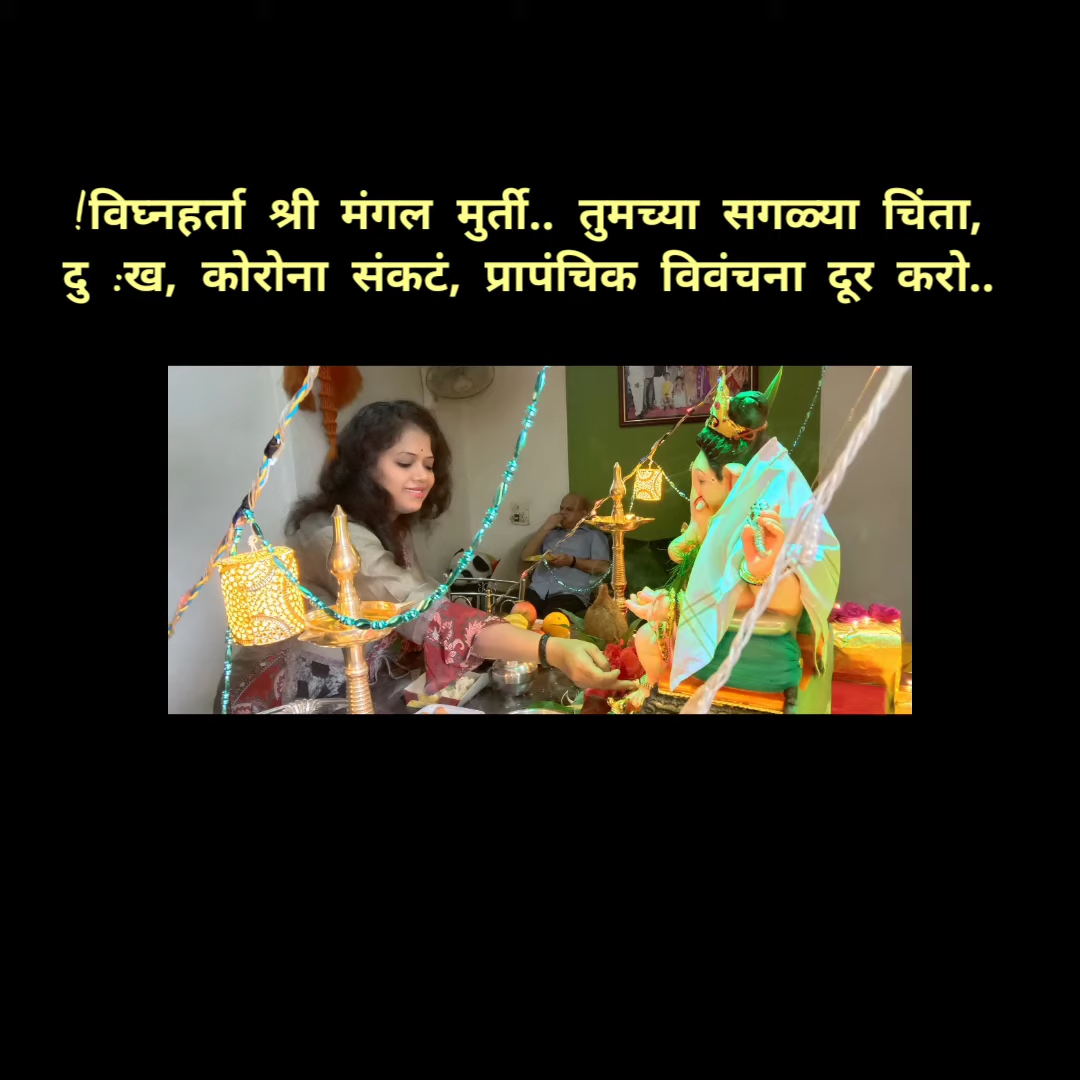 !विघ्नहर्ता श्री मंगल मुर्ती.. तुमच्या सगळ्या चिंता,
दु :ख, कोरोना संकटं, प्रापंचिक विवंचना दूर करो..